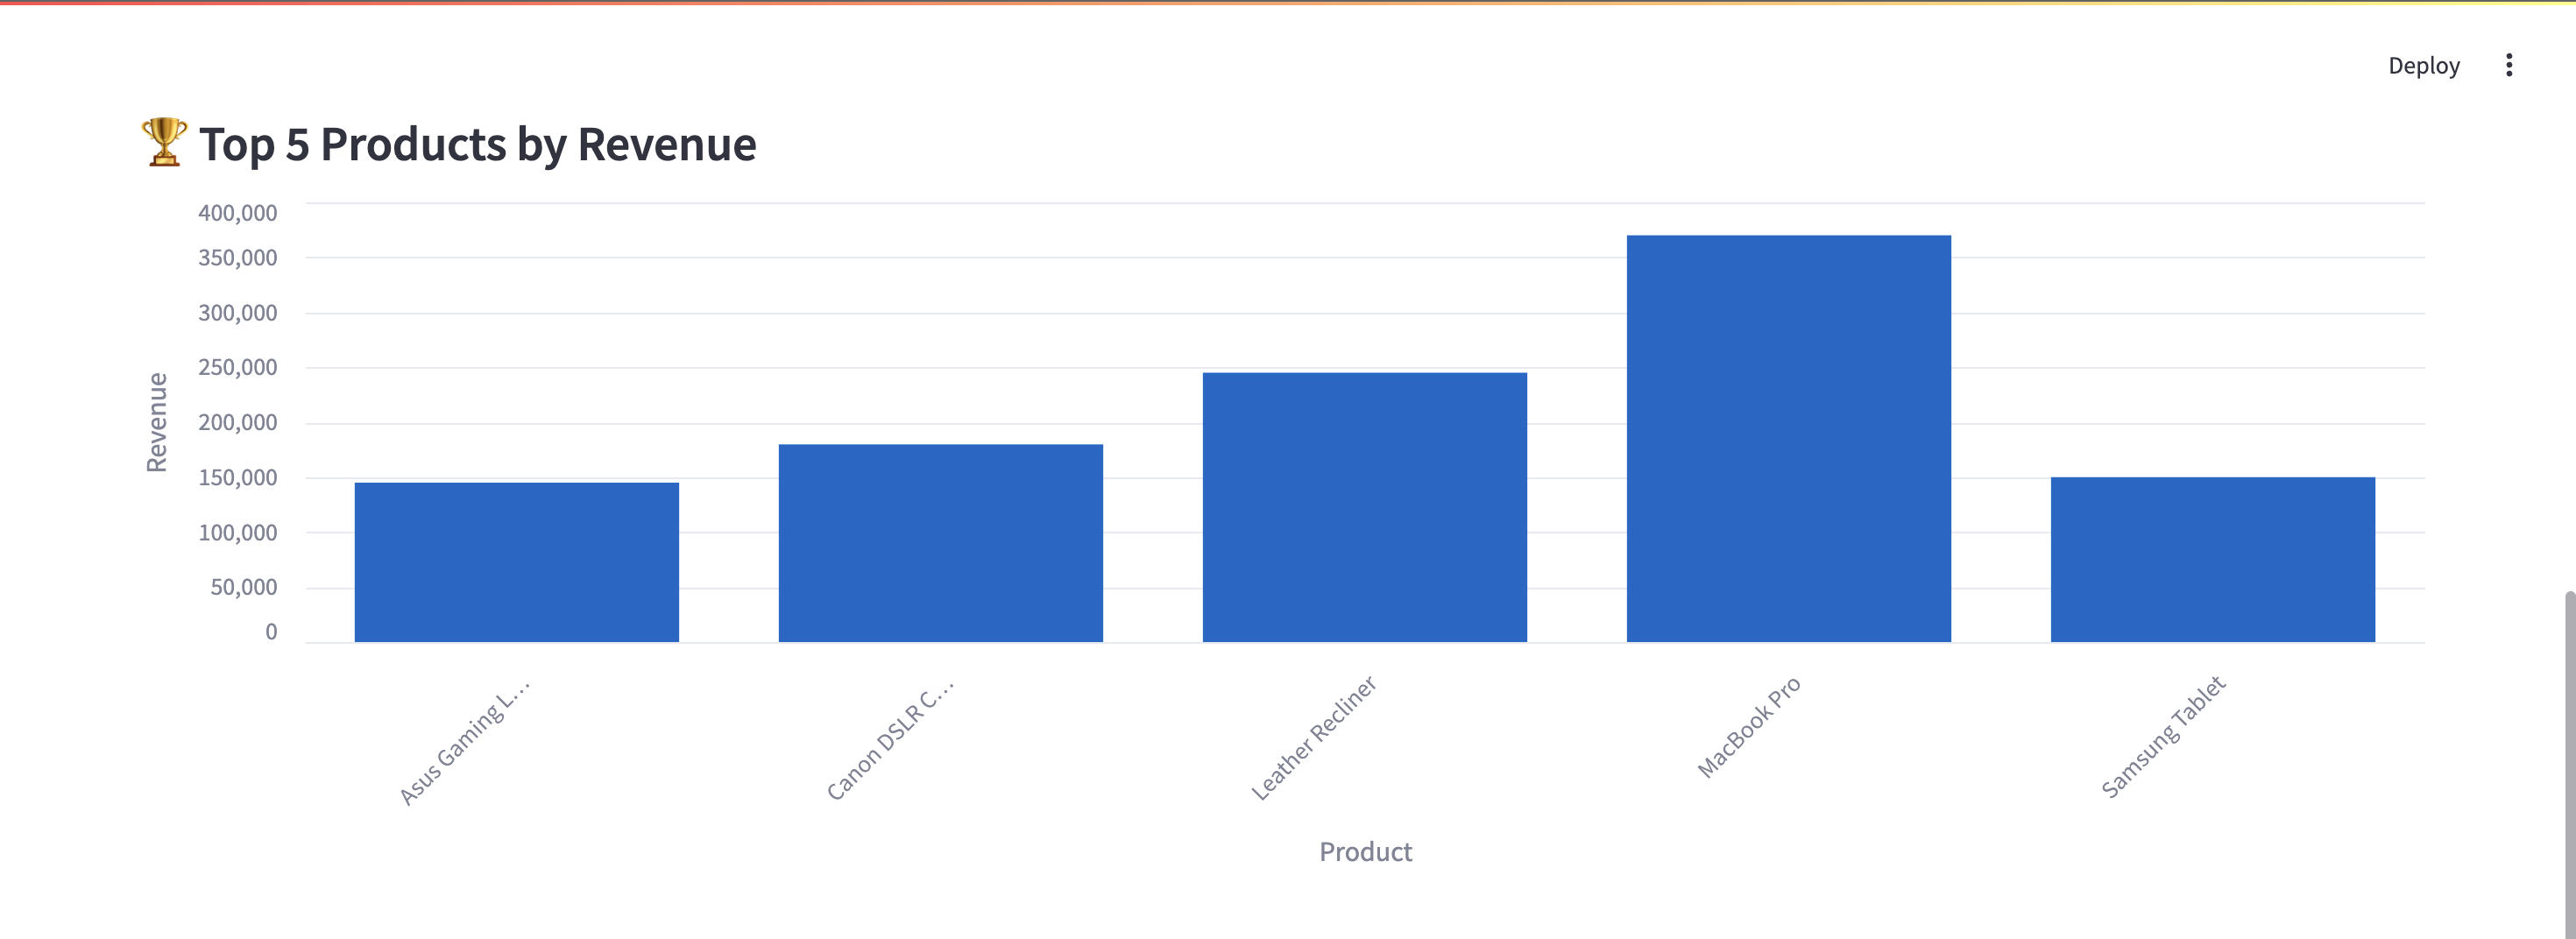 Deploy
🏆 Top 5 Products by Revenue
400,000
350,000
300,000
250,000
200,000
150,000
100,000
50,000
0
Revenue
Asus Gaming L…
Canon DSLR C…
Leather Recliner
MacBook Pro
Samsung Tablet
Product